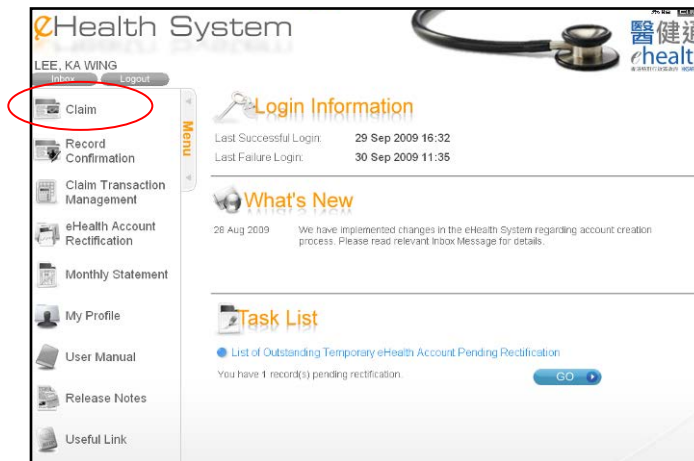 eHealth System
醫健通
ehealt
LEE, KA WING
Inbox Logout
Claim
Record
Confirmation
Claim Transaction
Management
eHealth Account
Rectification
Monthly Statement
My Profile
User Manual
Release Notes
Useful Link
Menu
Login Information
Last Successful Login: 29 Sep 2009 16:32
Last Failure Login: 30 Sep 2009 11:35
What's New
28 Aug 2009 We have implemented changes in the eHealth System regarding account creation
process. Please read relevant Inbox Message for details.
Task List
List of Outstanding Temporary eHealth Account Pending Rectification
You have 1 record(s) pending rectification.
GO